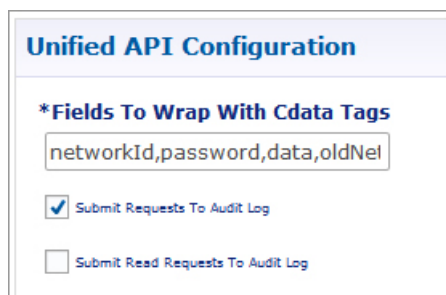 Unified API Configuration
*Fields To Wrap With Cdata Tags
networkId,password,data,oldNet
Submit Requests To Audit Log
Submit Read Requests To Audit Log